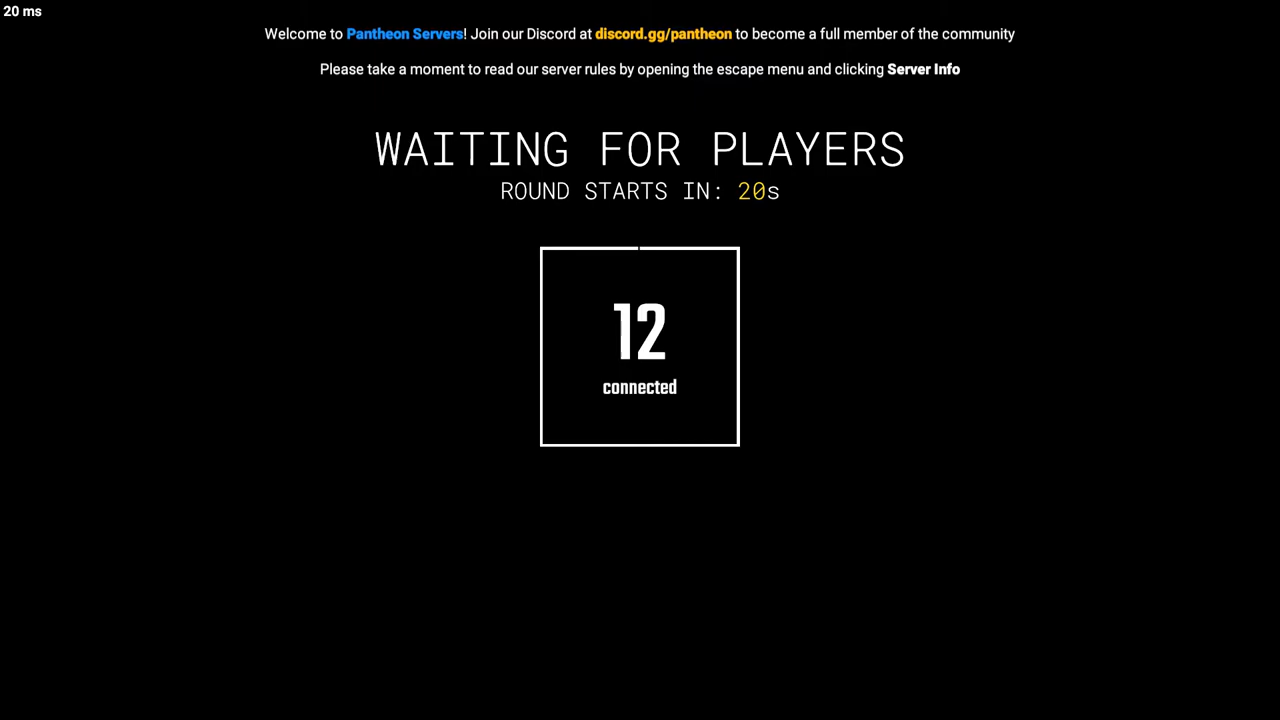 20 ms
Welcome to Pantheon Servers! Join our Discord at discord.gg/pantheon to become a full member of the community
Please take a moment to read our server rules by opening the escape menu and clicking Server Info
WAITING FOR PLAYERS
ROUND STARTS IN: 20s
12
connected